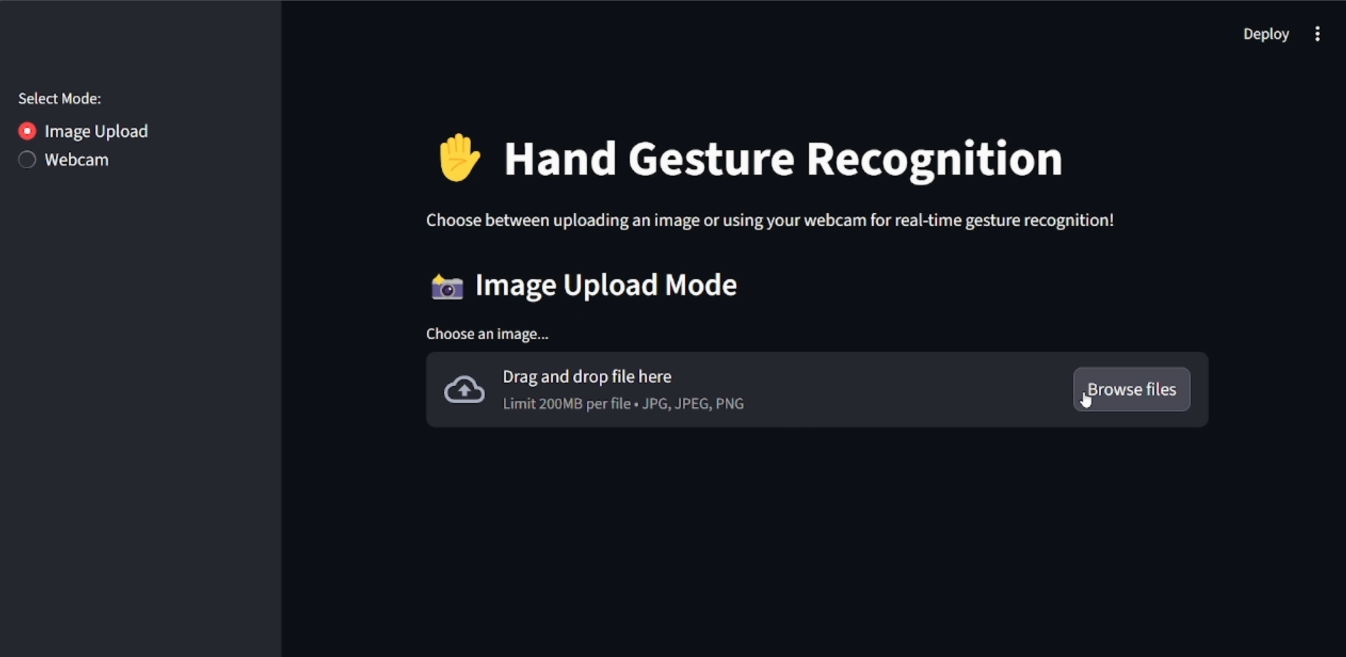 Deploy
Select Mode:
Image Upload
Webcam
Hand Gesture Recognition
Choose between uploading an image or using your webcam for real-time gesture recognition!
Image Upload Mode
Choose an image...
Drag and drop file here
Limit 200MB per file • JPG, JPEG, PNG
Browse files